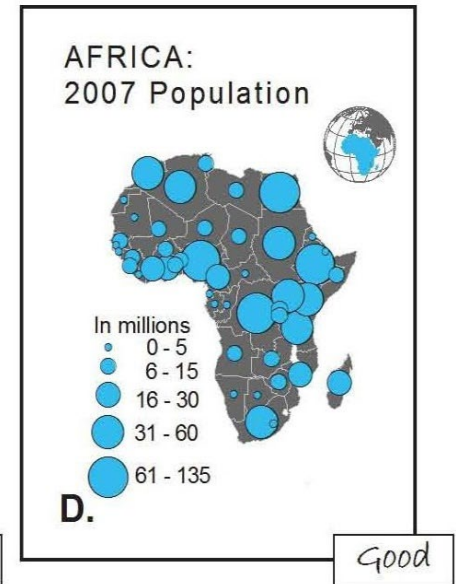 AFRICA:
2007 Population
In millions
0 - 5
6 - 15
16 - 30
31 - 60
61 - 135
D.
Good